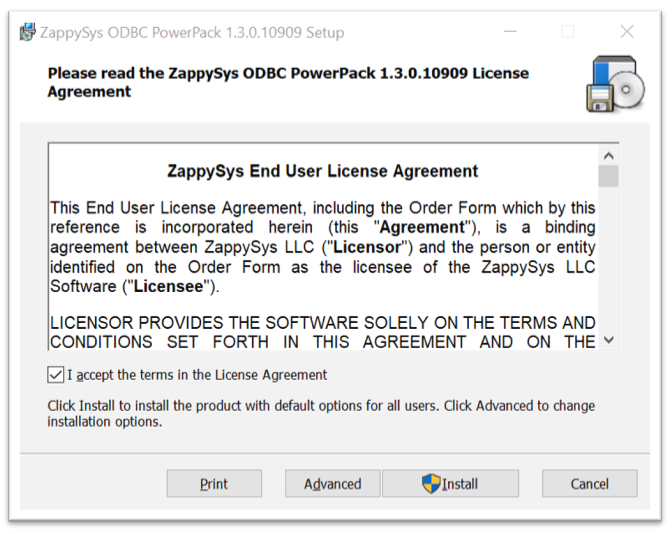 ZappySys ODBC PowerPack 1.3.0.10909 Setup
Please read the ZappySys ODBC PowerPack 1.3.0.10909 License
Agreement
ZappySys End User License Agreement
This End User License Agreement, including the Order Form which by this
reference is incorporated herein (this "Agreement"), is a binding
agreement between ZappySys LLC ("Licensor") and the person or entity
identified on the Order Form as the licensee of the ZappySys LLC
Software ("Licensee").
LICENSOR PROVIDES THE SOFTWARE SOLELY ON THE TERMS AND
CONDITIONS SET FORTH IN THIS AGREEMENT AND ON THE
I accept the terms in the License Agreement
Click Install to install the product with default options for all users. Click Advanced to change
installation options.
Print Advanced Install Cancel